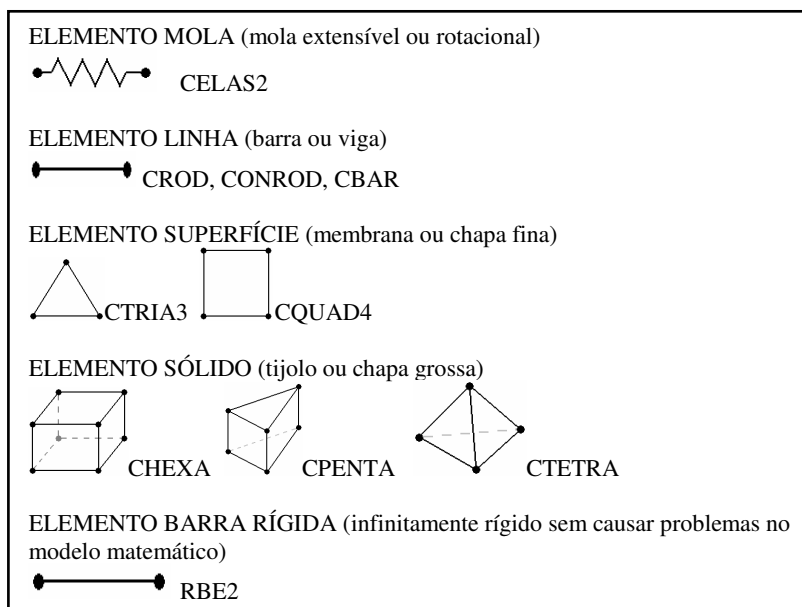 ELEMENTO MOLA (mola extensível ou rotacional)
CELAS2
ELEMENTO LINHA (barra ou viga)
CROD, CONROD, CBAR
ELEMENTO SUPERFÍCIE (membrana ou chapa fina)
CTRIA3 CQUAD4
ELEMENTO SÓLIDO (tijolo ou chapa grossa)
CHEXA CPENTA CTETRA
ELEMENTO BARRA RÍGIDA (infinitamente rígido sem causar problemas no
modelo matemático)
RBE2